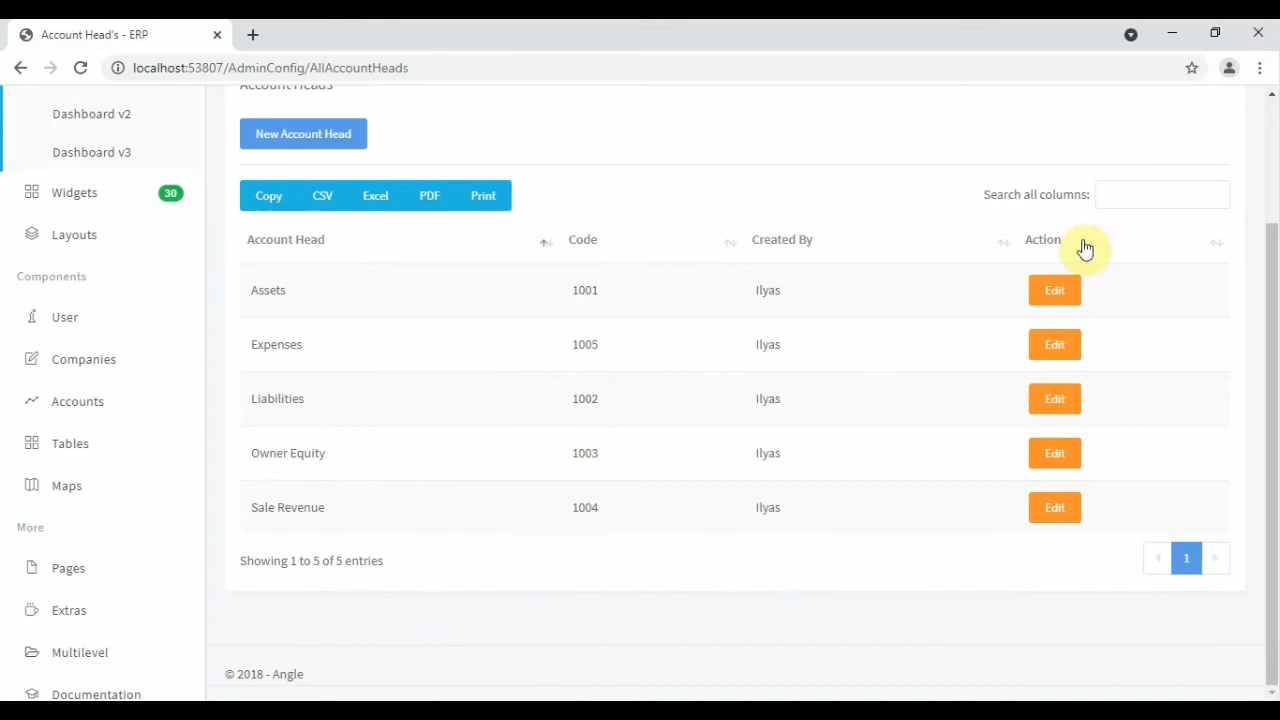 Account Head's - ERP
localhost:53807/AdminConfig/AllAccountHeads
Dashboard v2
Dashboard v3
Widgets 30
Layouts
Components
User
Companies
Accounts
Tables
Maps
More
Pages
Extras
Multilevel
Documentation
Account Heads
New Account Head
Copy CSV Excel PDF Print Search all columns:
Account Head Code Created By Action
Assets 1001 Ilyas Edit
Expenses 1005 Ilyas Edit
Liabilities 1002 Ilyas Edit
Owner Equity 1003 Ilyas Edit
Sale Revenue 1004 Ilyas Edit
Showing 1 to 5 of 5 entries 1
© 2018 - Angle